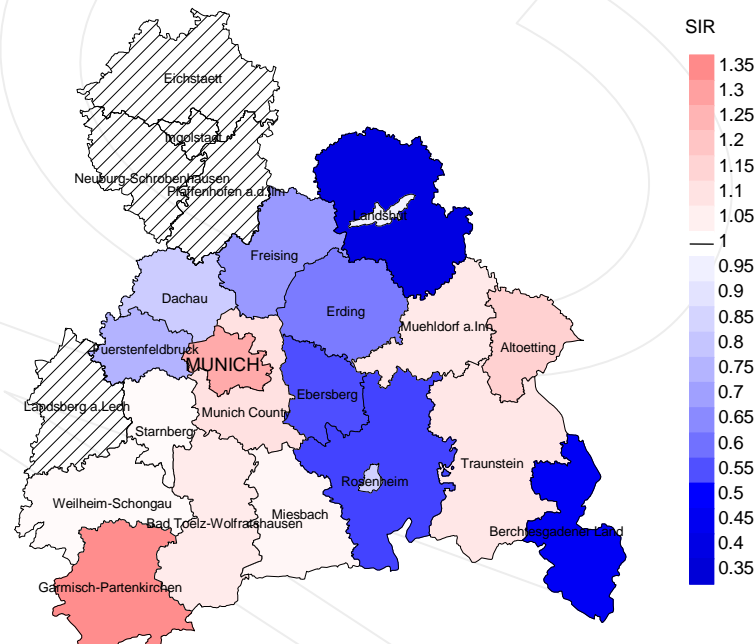 SIR
1.35
1.3
1.25
1.2
1.15
1.1
1.05
1
0.95
0.9
0.85
0.8
0.75
0.7
0.65
0.6
0.55
0.5
0.45
0.4
0.35
Eichstaett
Ingolstadt
Neuburg-Schrobenhausen
Pfaffenhofen a.d.Ilm
Landshut
Freising
Dachau
Erding
Muehldorf a.Inn
Altoetting
Fuerstenfeldbruck
MUNICH
Ebersberg
Landsberg a.Lech
Munich County
Starnberg
Traunstein
Rosenheim
Weilheim-Schongau
Miesbach
Bad Toelz-Wolfratshausen
Berchtesgadener Land
Garmisch-Partenkirchen